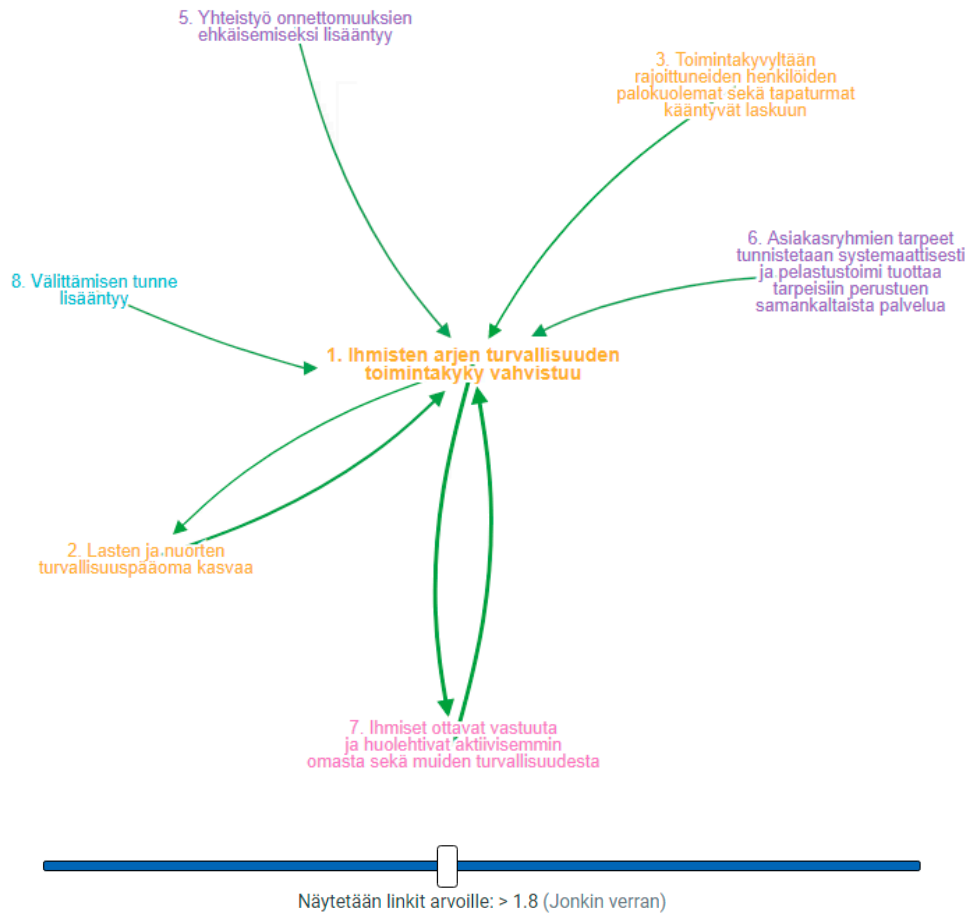 5. Yhteistyö onnettomuuksien
ehkäisemiseksi lisääntyy
3. Toimintakyvyltään
rajoittuneiden henkilöiden
palokuolemat sekä tapaturmat
kääntyvät laskuun
6. Asiakasryhmien tarpeet
tunnistetaan systemaattisesti
ja pelastustoimi tuottaa
tarpeisiin perustuen
samankaltaista palvelua
8. Välittämisen tunne
lisääntyy
1. Ihmisten arjen turvallisuuden
toimintakyky vahvistuu
2. Lasten ja nuorten
turvallisuuspääoma kasvaa
7. Ihmiset ottavat vastuuta
ja huolehtivat aktiivisemmin
omasta sekä muiden turvallisuudesta
Näytetään linkit arvoille: > 1.8 (Jonkin verran)